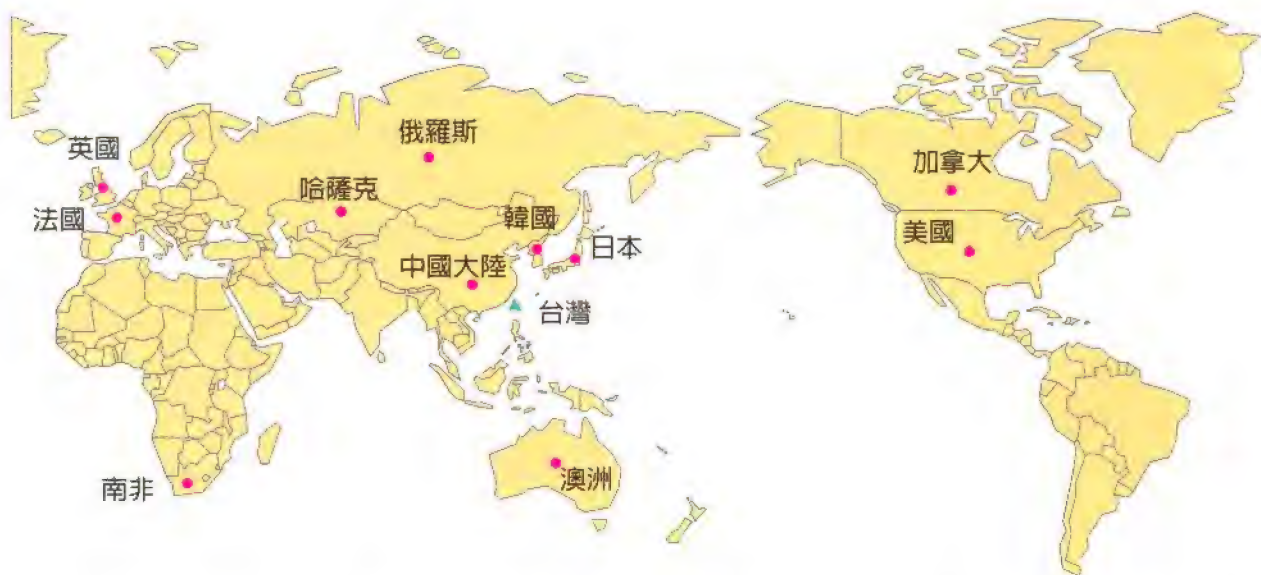 俄羅斯
英國
加拿大
哈薩克
法國
韓國
美國
日本
中國大陸
台灣
澳洲
南非